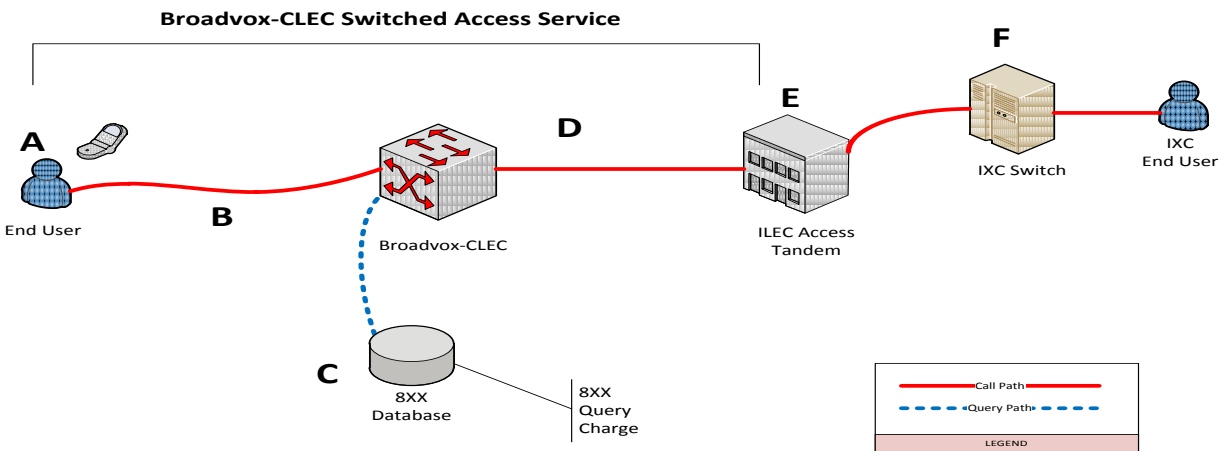 Broadvox-CLEC Switched Access Service
F
E
D
A
IXC
End User
IXC Switch
B
End User
Broadvox-CLEC
ILEC Access
Tandem
C
8XX
Database
8XX
Query
Charge
Call Path
Query Path
LEGEND